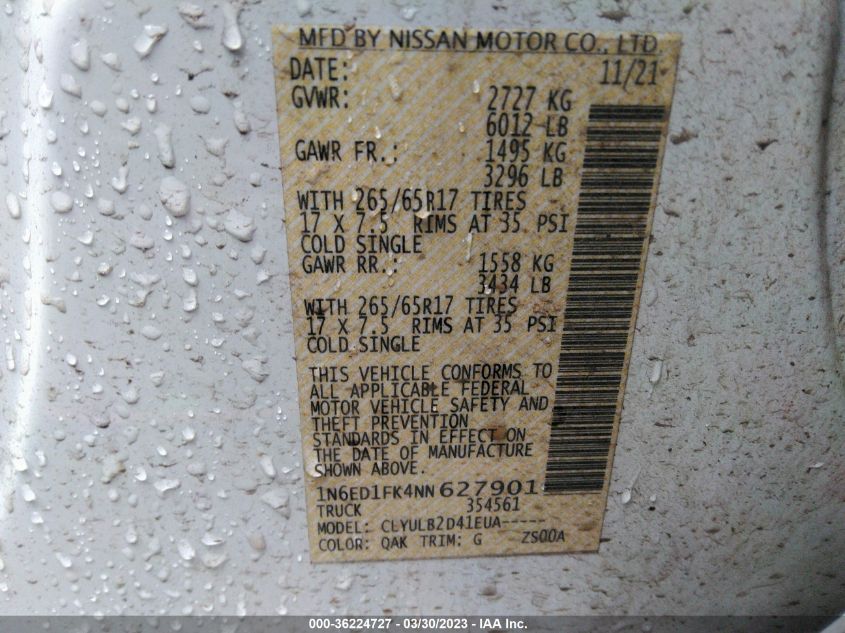 MFD BY NISSAN MOTOR CO., LTD.
DATE: 11/21
GVWR: 2727 KG
6012 LB
GAWR FR.: 1495 KG
3296 LB
WITH 265/65R17 TIRES
17 X 7.5 RIMS AT 35 PSI
COLD SINGLE
GAWR RR.: 1558 KG
3434 LB
WITH 265/65R17 TIRES
17 X 7.5 RIMS AT 35 PSI
COLD SINGLE
THIS VEHICLE CONFORMS TO
ALL APPLICABLE FEDERAL
MOTOR VEHICLE SAFETY AND
THEFT PREVENTION
STANDARDS IN EFFECT ON
THE DATE OF MANUFACTURE
SHOWN ABOVE.
1N6ED1FK4NN627901
TRUCK 354561
MODEL: CLYULB2D41EUA-----
COLOR: QAK TRIM: G ZS00A
000-36224727 - 03/30/2023 - IAA Inc.